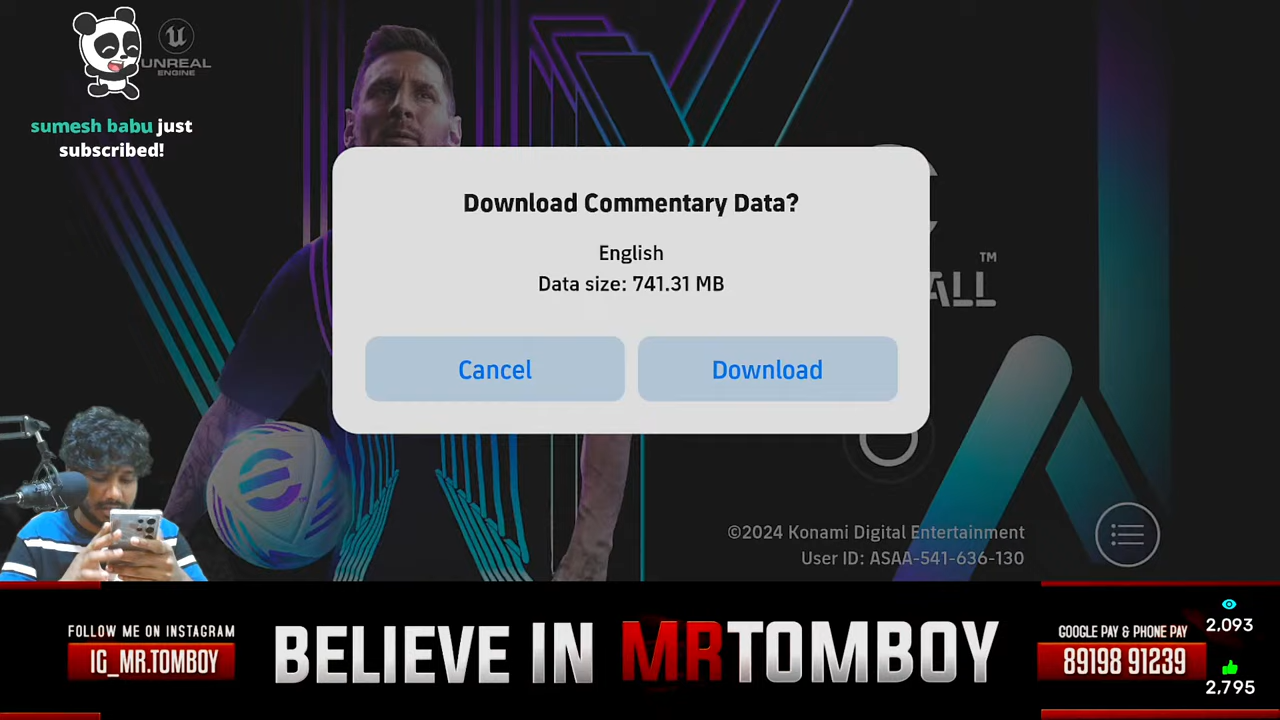 UNREAL
ENGINE
sumesh babu just
subscribed!
Download Commentary Data?
English
Data size: 741.31 MB
Cancel
Download
ALL
TM
©2024 Konami Digital Entertainment
User ID: ASAA-541-636-130
FOLLOW ME ON INSTAGRAM
IG_MR.TOMBOY
BELIEVE IN MRTOMBOY
GOOGLE PAY & PHONE PAY
89198 91239
2,093
2,795